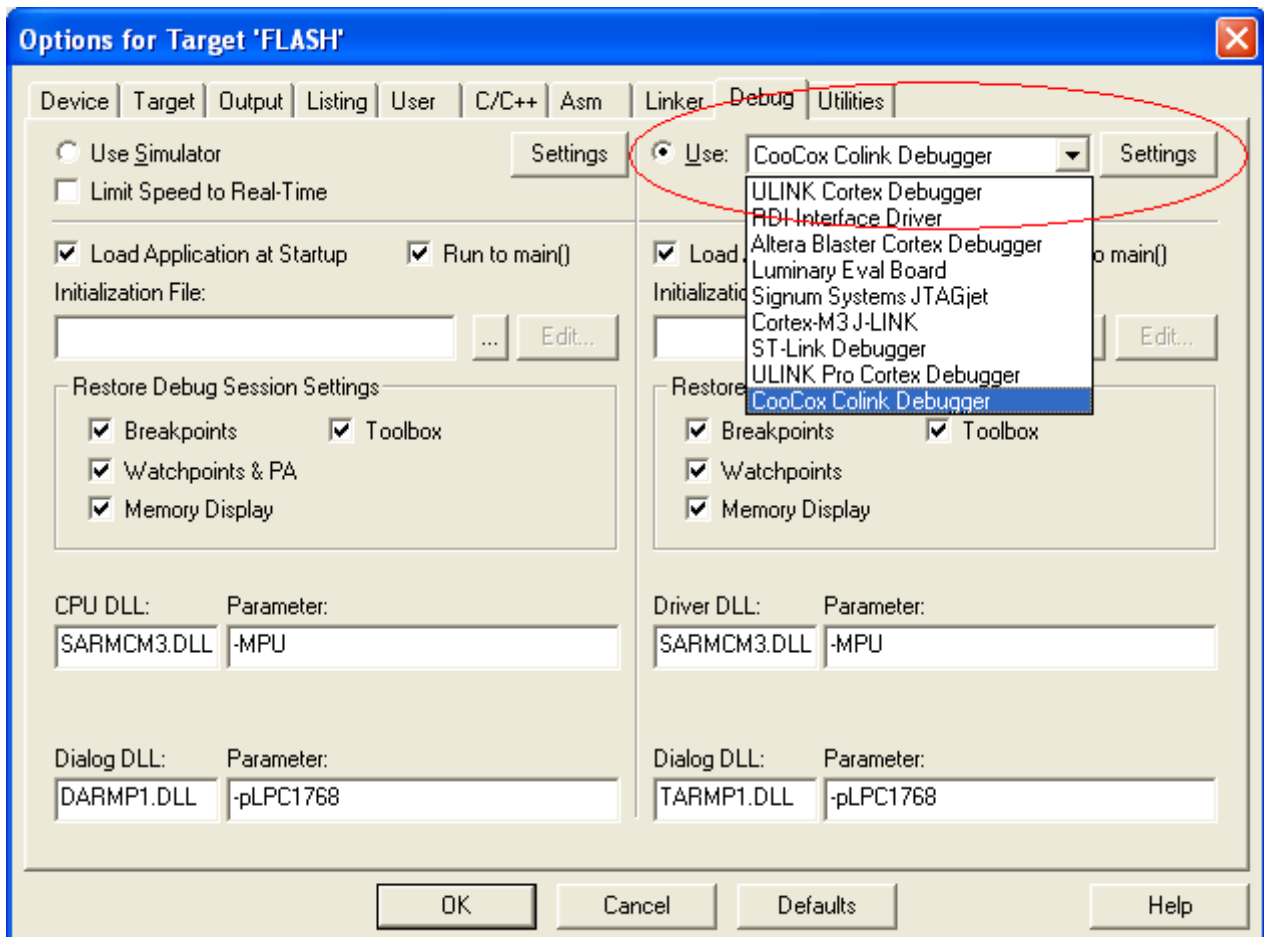 Options for Target 'FLASH'
Device Target Output Listing User C/C++ Asm Linker Debug Utilities
Use Simulator Settings Use: CooCox Colink Debugger Settings
Limit Speed to Real-Time
ULINK Cortex Debugger
RDI Interface Driver
Altera Blaster Cortex Debugger
Luminary Eval Board
Signum Systems JTAGjet
Cortex-M3 J-LINK
ST-Link Debugger
ULINK Pro Cortex Debugger
CooCox Colink Debugger
Load Application at Startup Run to main() Load o main()
Initialization File: Initializatio
... Edit... Edit...
Restore Debug Session Settings Restore
Breakpoints Toolbox Breakpoints Toolbox
Watchpoints & PA Watchpoints
Memory Display Memory Display
CPU DLL: Parameter: Driver DLL: Parameter:
SARMCM3.DLL -MPU SARMCM3.DLL -MPU
Dialog DLL: Parameter: Dialog DLL: Parameter:
DARMP1.DLL -pLPC1768 TARMP1.DLL -pLPC1768
OK Cancel Defaults Help